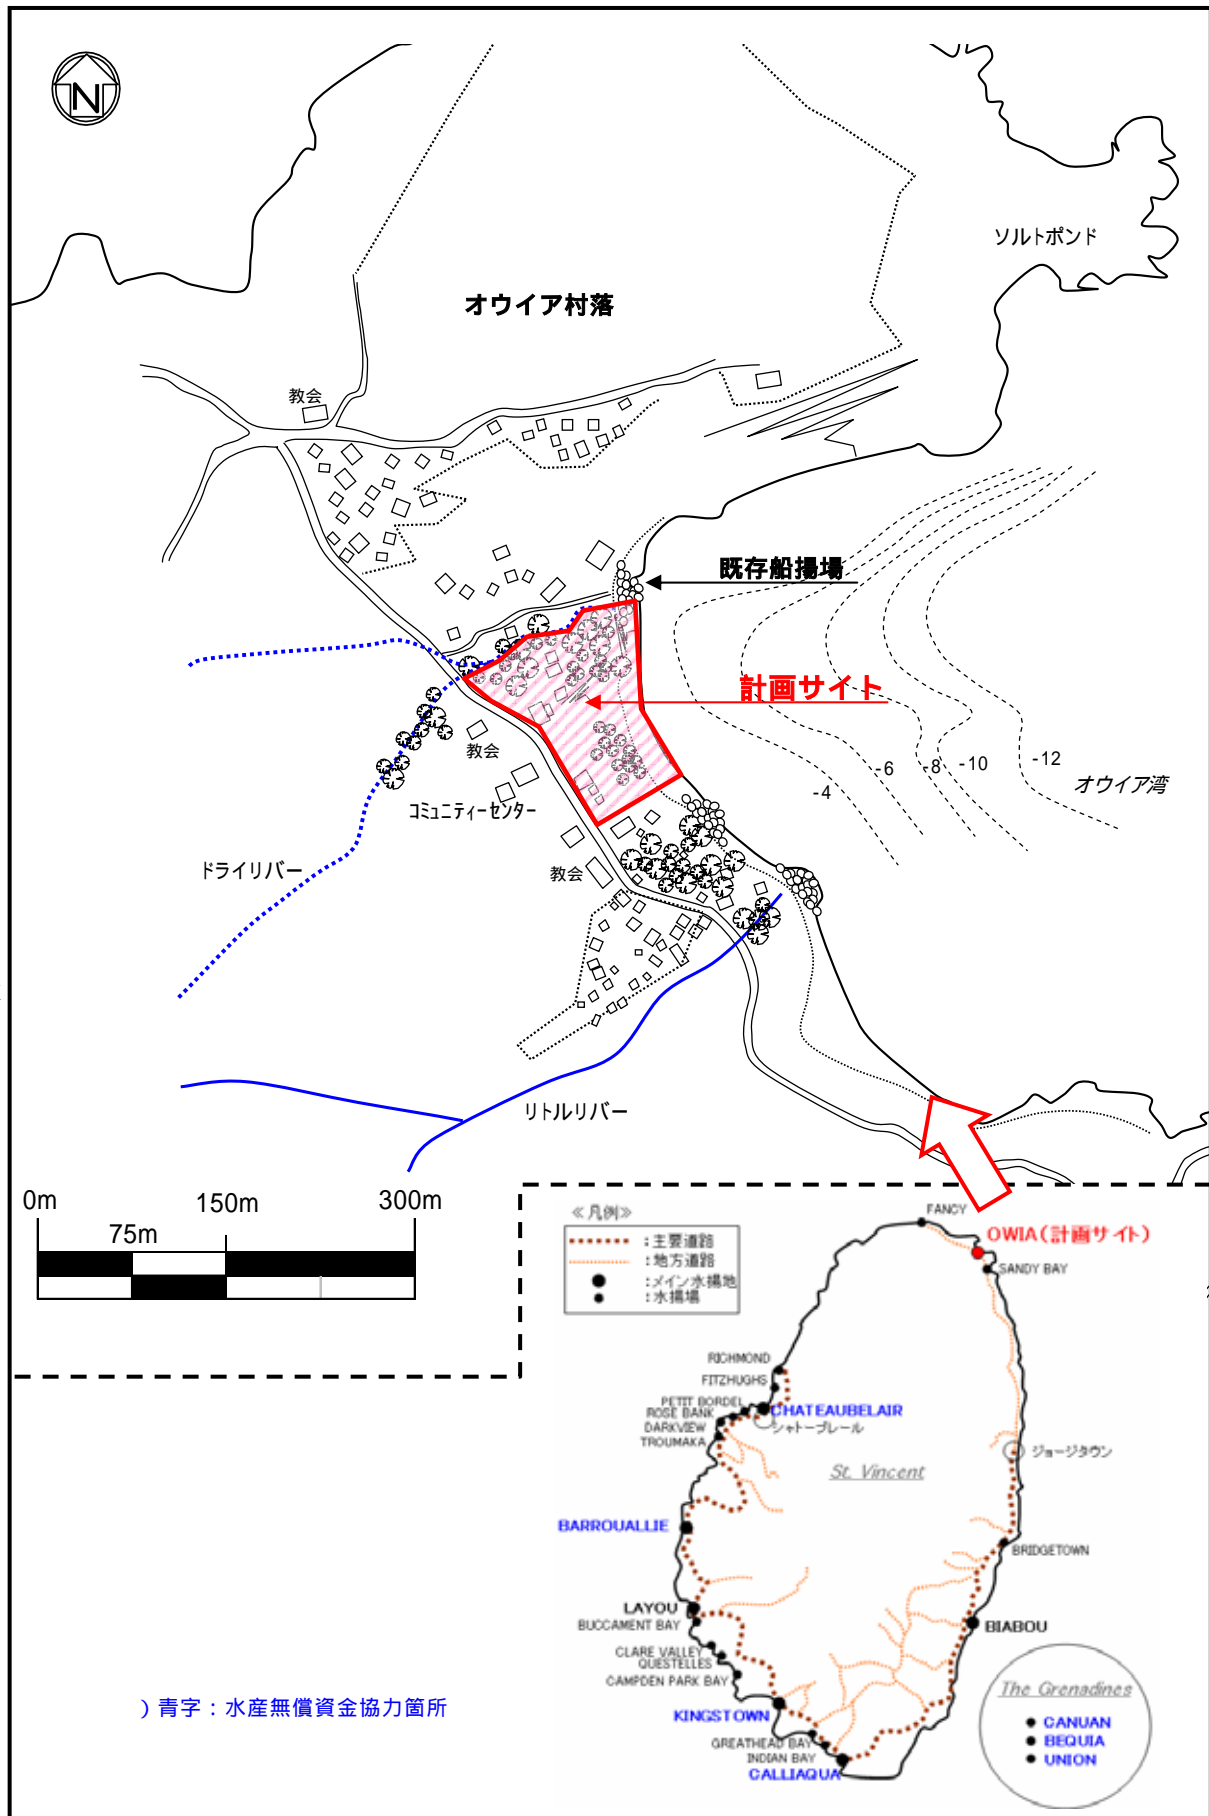 N
ソルトポンド
オウイア村落
教会
既存船揚場
計画サイト
教会
-4
-6
-8
-10
-12
オウイア湾
コミュニティーセンター
ドライリバー
教会
リトルリバー
0m
75m
150m
300m
≪凡例≫
:主要道路
:地方道路
:メイン水揚地
:水揚場
FANCY
OWIA(計画サイト)
SANDY BAY
RICHMOND
FITZHUGHS
PETIT BORDEL
ROSE BANK
CHATEAUBELAIR
DARKVIEW
シャトーブレール
TROUMAKA
St. Vincent
ジョージタウン
BARROUALLIE
BRIDGETOWN
LAYOU
BUCCAMENT BAY
BIABOU
CLARE VALLEY
QUESTELLES
CAMPDEN PARK BAY
KINGSTOWN
GREATHEAD BAY
INDIAN BAY
CALLIAQUA
The Grenadines
CANUAN
BEQUIA
UNION
)青字:水産無償資金協力箇所